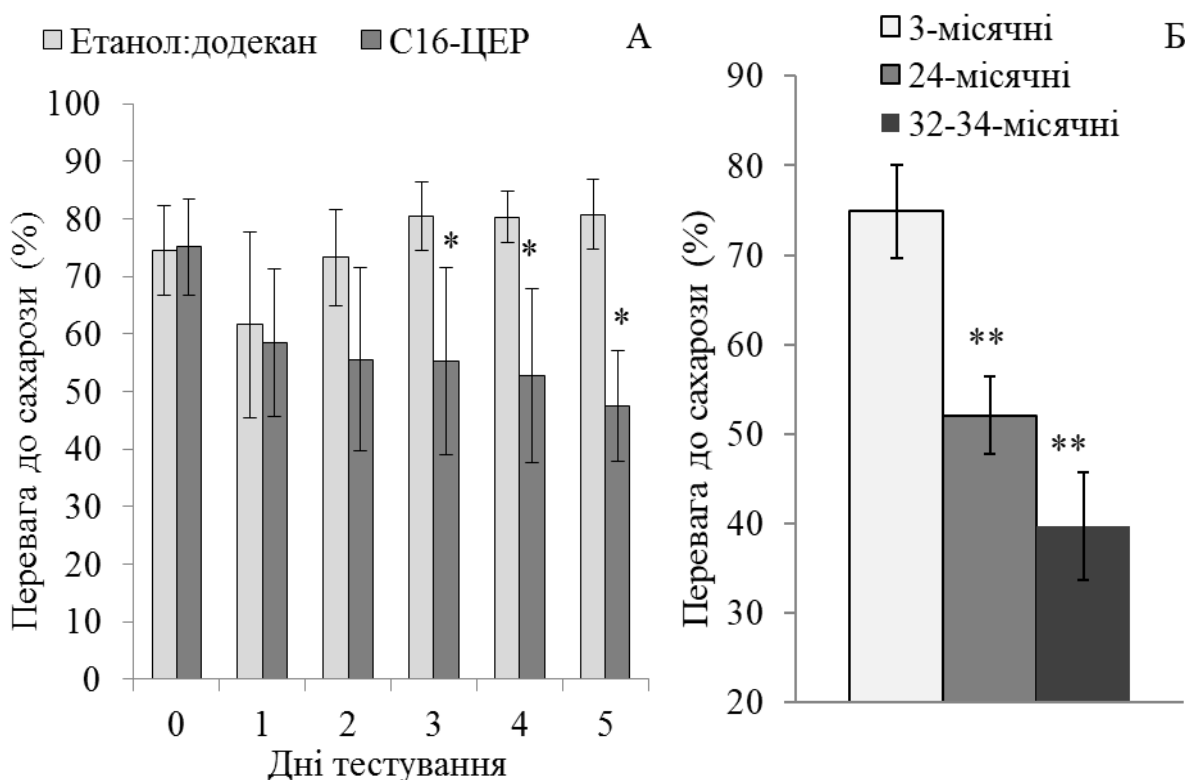 Етанол:додекан С16-ЦЕР А
Перевага до сахарози (%)
100
90
80
70
60
50
40
30
20
10
0
*
*
*
0 1 2 3 4 5
Дні тестування
Б
3-місячні
24-місячні
32-34-місячні
Перевага до сахарози (%)
90
80
70
60
50
40
30
20
**
**